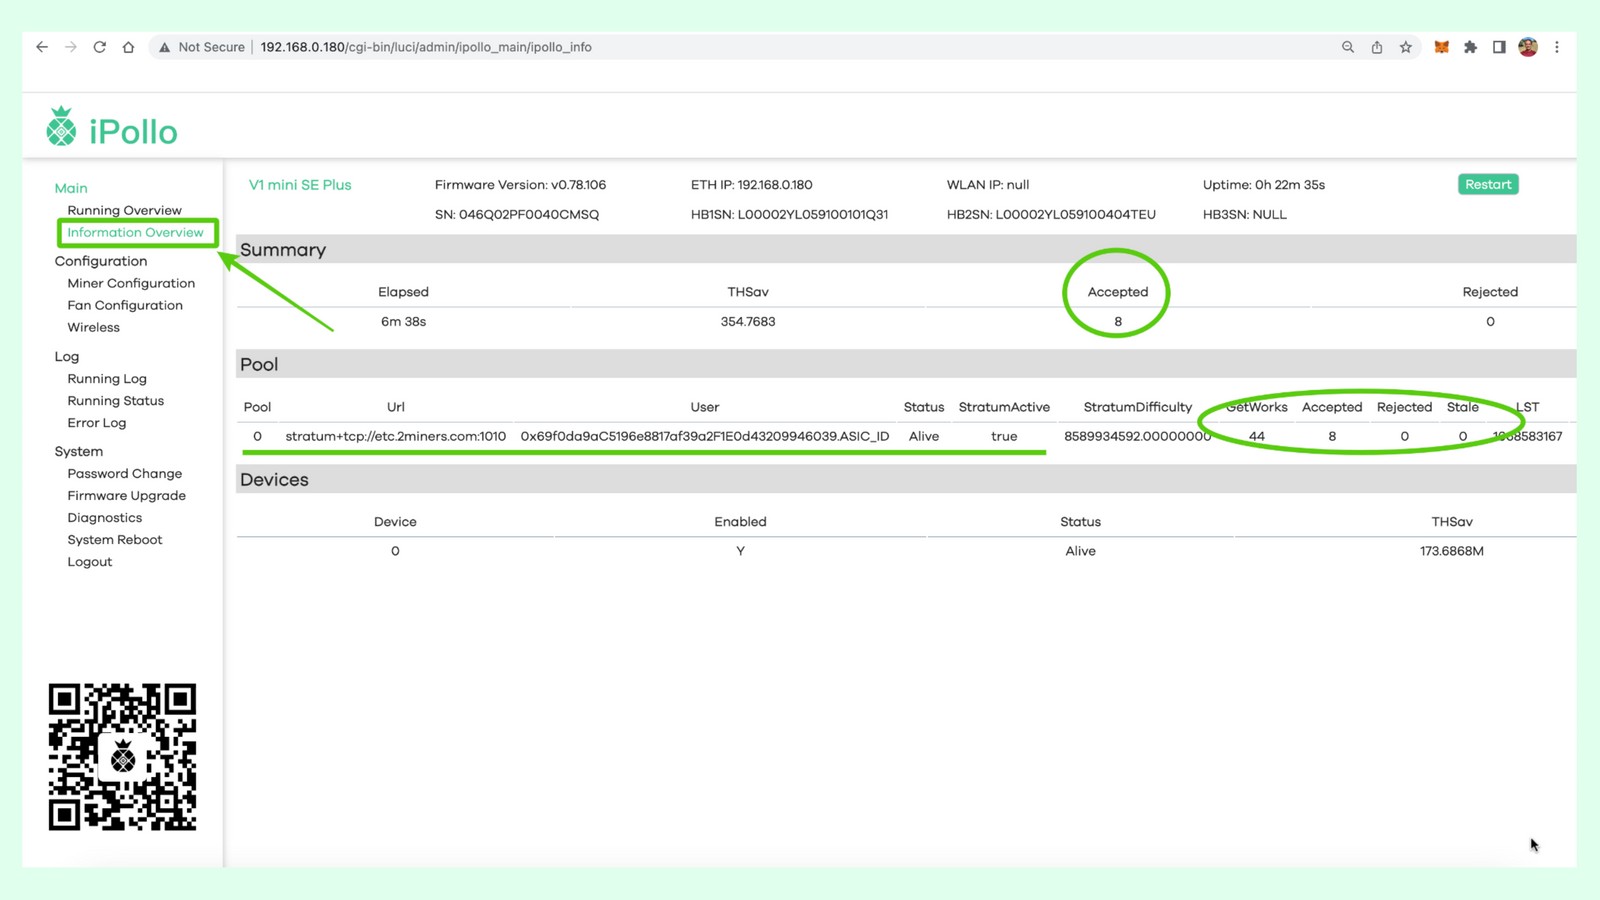 Not Secure 192.168.0.180/cgi-bin/luci/admin/ipollo_main/ipollo_info
iPollo
Main
Running Overview
Information Overview
Configuration
Miner Configuration
Fan Configuration
Wireless
Log
Running Log
Running Status
Error Log
System
Password Change
Firmware Upgrade
Diagnostics
System Reboot
Logout
V1 mini SE Plus Firmware Version: v0.78.106 ETH IP: 192.168.0.180 WLAN IP: null Uptime: 0h 22m 35s Restart
SN: 046Q02PF0040CMSQ HB1SN: L00002YL059100101Q31 HB2SN: L00002YL059100404TEU HB3SN: NULL
Summary
Elapsed THSav Accepted Rejected
6m 38s 354.7683 8 0
Pool
Pool Url User Status StratumActive StratumDifficulty GetWorks Accepted Rejected Stale LST
0 stratum+tcp://etc.2miners.com:1010 0x69f0da9aC5196e8817af39a2F1E0d43209946039.ASIC_ID Alive true 8589934592.00000000 44 8 0 0
Devices
Device Enabled Status THSav
0 Y Alive 173.6868M